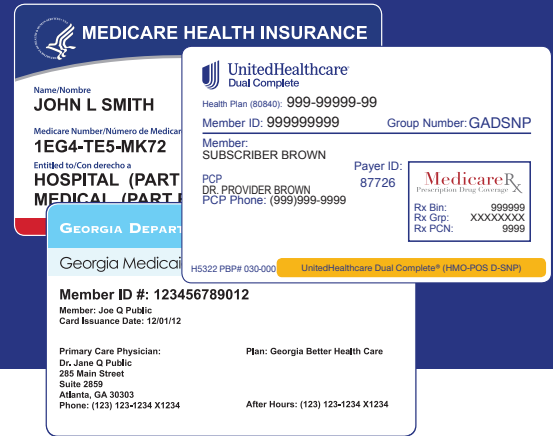 MEDICARE HEALTH INSURANCE
Name/Nombre
JOHN L SMITH
Medicare Number/Número de Medicar
1EG4-TE5-MK72
Entitled to/Con derecho a
HOSPITAL (PART
MEDICAL (PART
UnitedHealthcare®
Dual Complete
Health Plan (80840): 999-99999-99
Member ID: 999999999 Group Number: GADSNP
Member:
SUBSCRIBER BROWN
PCP
DR. PROVIDER BROWN
PCP Phone: (999)999-9999
Payer ID:
87726
MedicareRx
Prescription Drug Coverage
Rx Bin: 999999
Rx Grp: XXXXXXXX
Rx PCN: 9999
H5322 PBP# 030-000 UnitedHealthcare Dual Complete® (HMO-POS D-SNP)
GEORGIA DEPAR
Georgia Medicai
Member ID #: 123456789012
Member: Joe Q Public
Card Issuance Date: 12/01/12
Primary Care Physician:
Dr. Jane Q Public
285 Main Street
Suite 2859
Atlanta, GA 30303
Phone: (123) 123-1234 X1234
Plan: Georgia Better Health Care
After Hours: (123) 123-1234 X1234